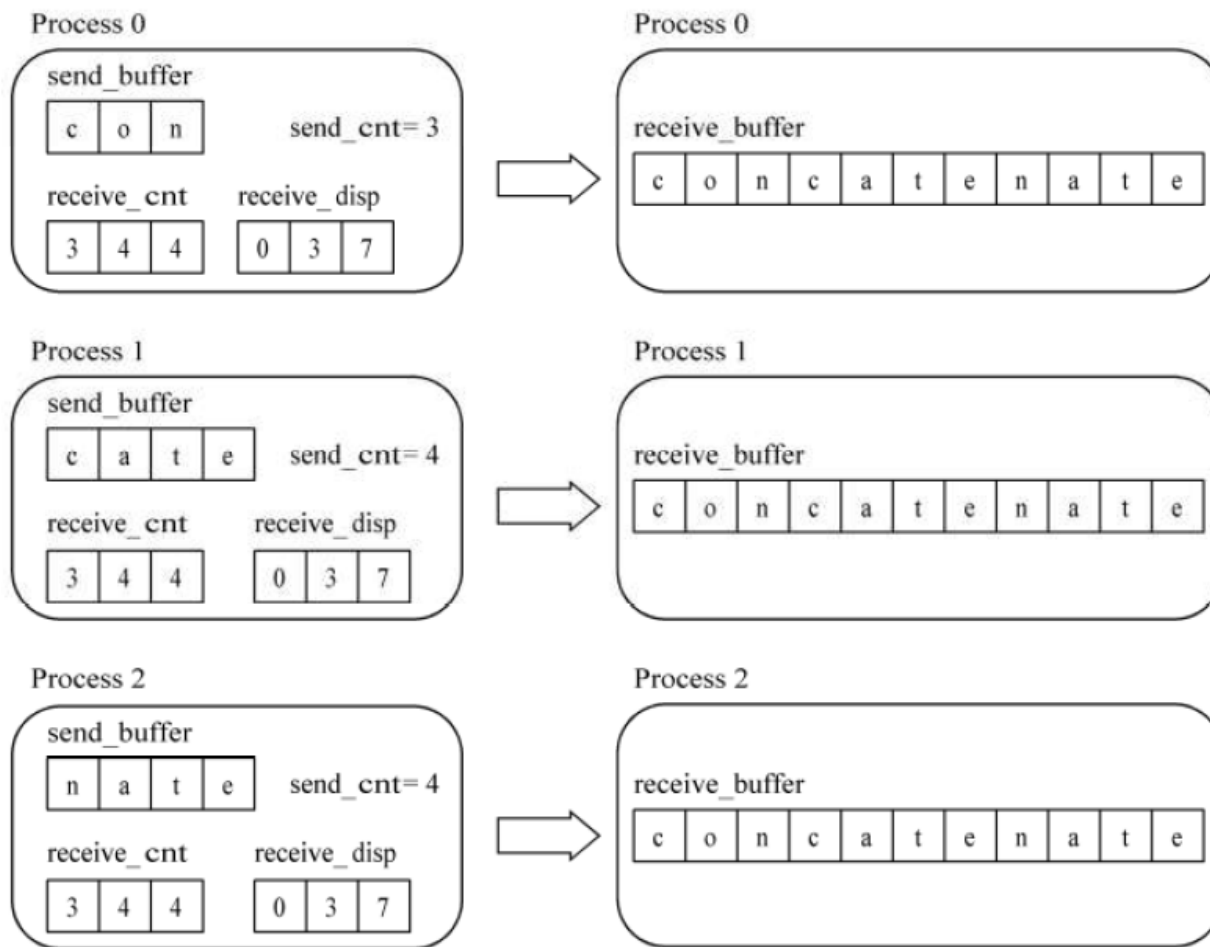 Process 0
send_buffer
c o n
send_cnt= 3
receive_cnt
3 4 4
receive_disp
0 3 7
Process 0
receive_buffer
c o n c a t e n a t e
Process 1
send_buffer
c a t e
send_cnt= 4
receive_cnt
3 4 4
receive_disp
0 3 7
Process 1
receive_buffer
c o n c a t e n a t e
Process 2
send_buffer
n a t e
send_cnt= 4
receive_cnt
3 4 4
receive_disp
0 3 7
Process 2
receive_buffer
c o n c a t e n a t e